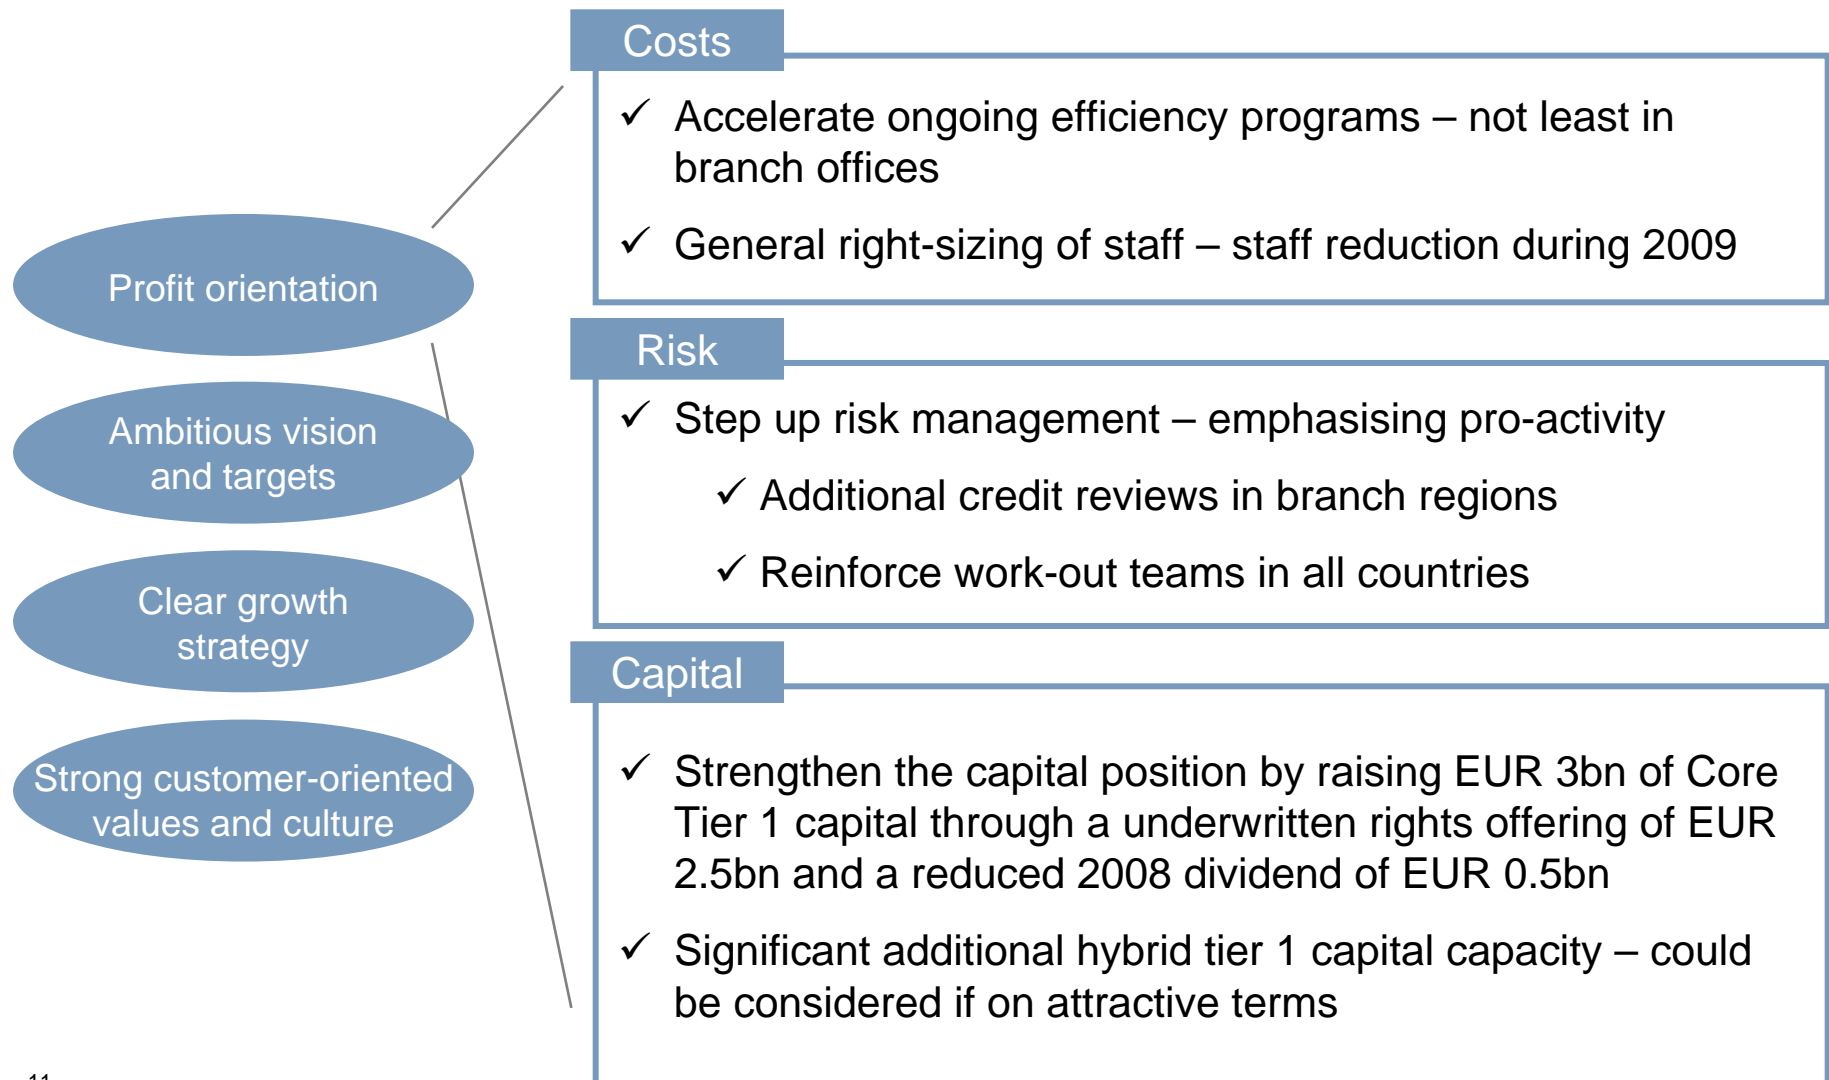 Profit orientation
Ambitious vision
and targets
Clear growth
strategy
Strong customer-oriented
values and culture
Costs
✓ Accelerate ongoing efficiency programs – not least in
branch offices
✓ General right-sizing of staff – staff reduction during 2009
Risk
✓ Step up risk management – emphasising pro-activity
✓ Additional credit reviews in branch regions
✓ Reinforce work-out teams in all countries
Capital
✓ Strengthen the capital position by raising EUR 3bn of Core
Tier 1 capital through a underwritten rights offering of EUR
2.5bn and a reduced 2008 dividend of EUR 0.5bn
✓ Significant additional hybrid tier 1 capital capacity – could
be considered if on attractive terms
11